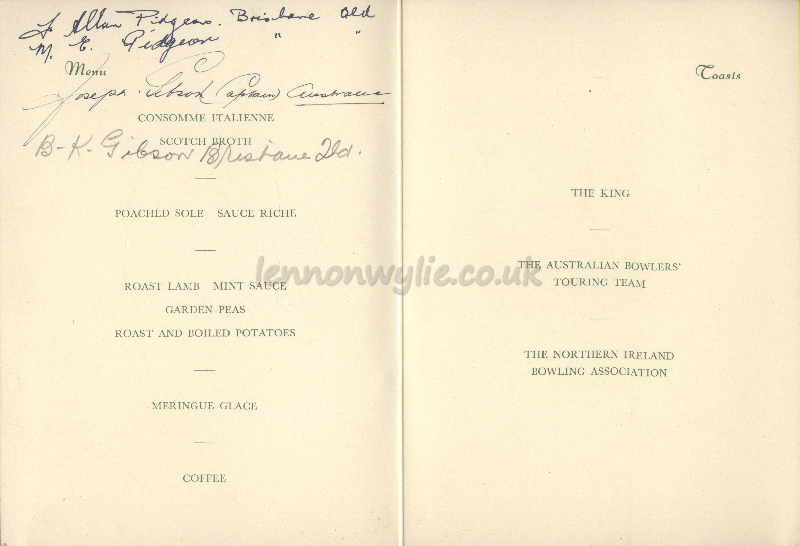 J Allan Pidgeon. Brisbane Qld
M. E. Pidgeon " "
Menu
Joseph Gibson (Captain) Australia
CONSOMME ITALIENNE
SCOTCH BROTH
B-K. Gibson Brisbane Qld.
POACHED SOLE SAUCE RICHE
ROAST LAMB MINT SAUCE
GARDEN PEAS
ROAST AND BOILED POTATOES
MERINGUE GLACE
COFFEE
Toasts
THE KING
THE AUSTRALIAN BOWLERS'
TOURING TEAM
THE NORTHERN IRELAND
BOWLING ASSOCIATION
lennonwylie.co.uk